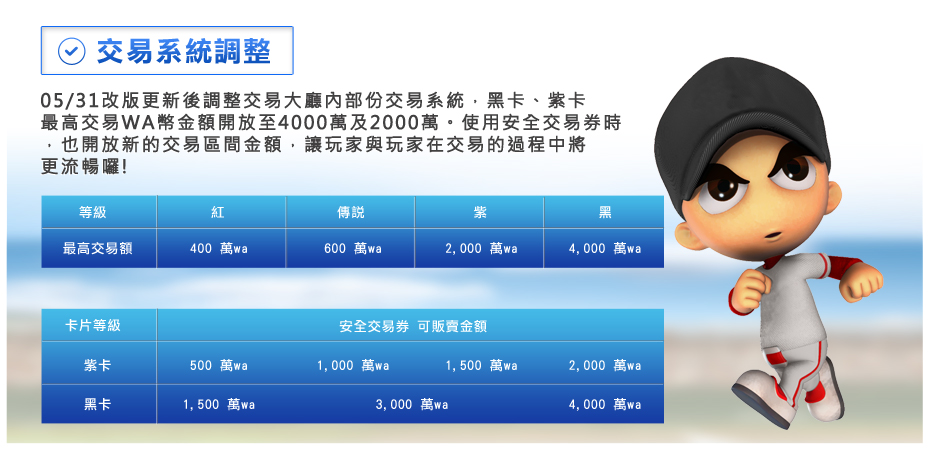 交易系統調整
05/31改版更新後調整交易大廳內部份交易系統，黑卡、紫卡
最高交易WA幣金額開放至4000萬及2000萬。使用安全交易券時
，也開放新的交易區間金額，讓玩家與玩家在交易的過程中將
更流暢囉!
等級 紅 傳説 紫 黑
最高交易額 400 萬wa 600 萬wa 2,000 萬wa 4,000 萬wa
卡片等級 安全交易券 可販賣金額
紫卡 500 萬wa 1,000 萬wa 1,500 萬wa 2,000 萬wa
黑卡 1,500 萬wa 3,000 萬wa 4,000 萬wa